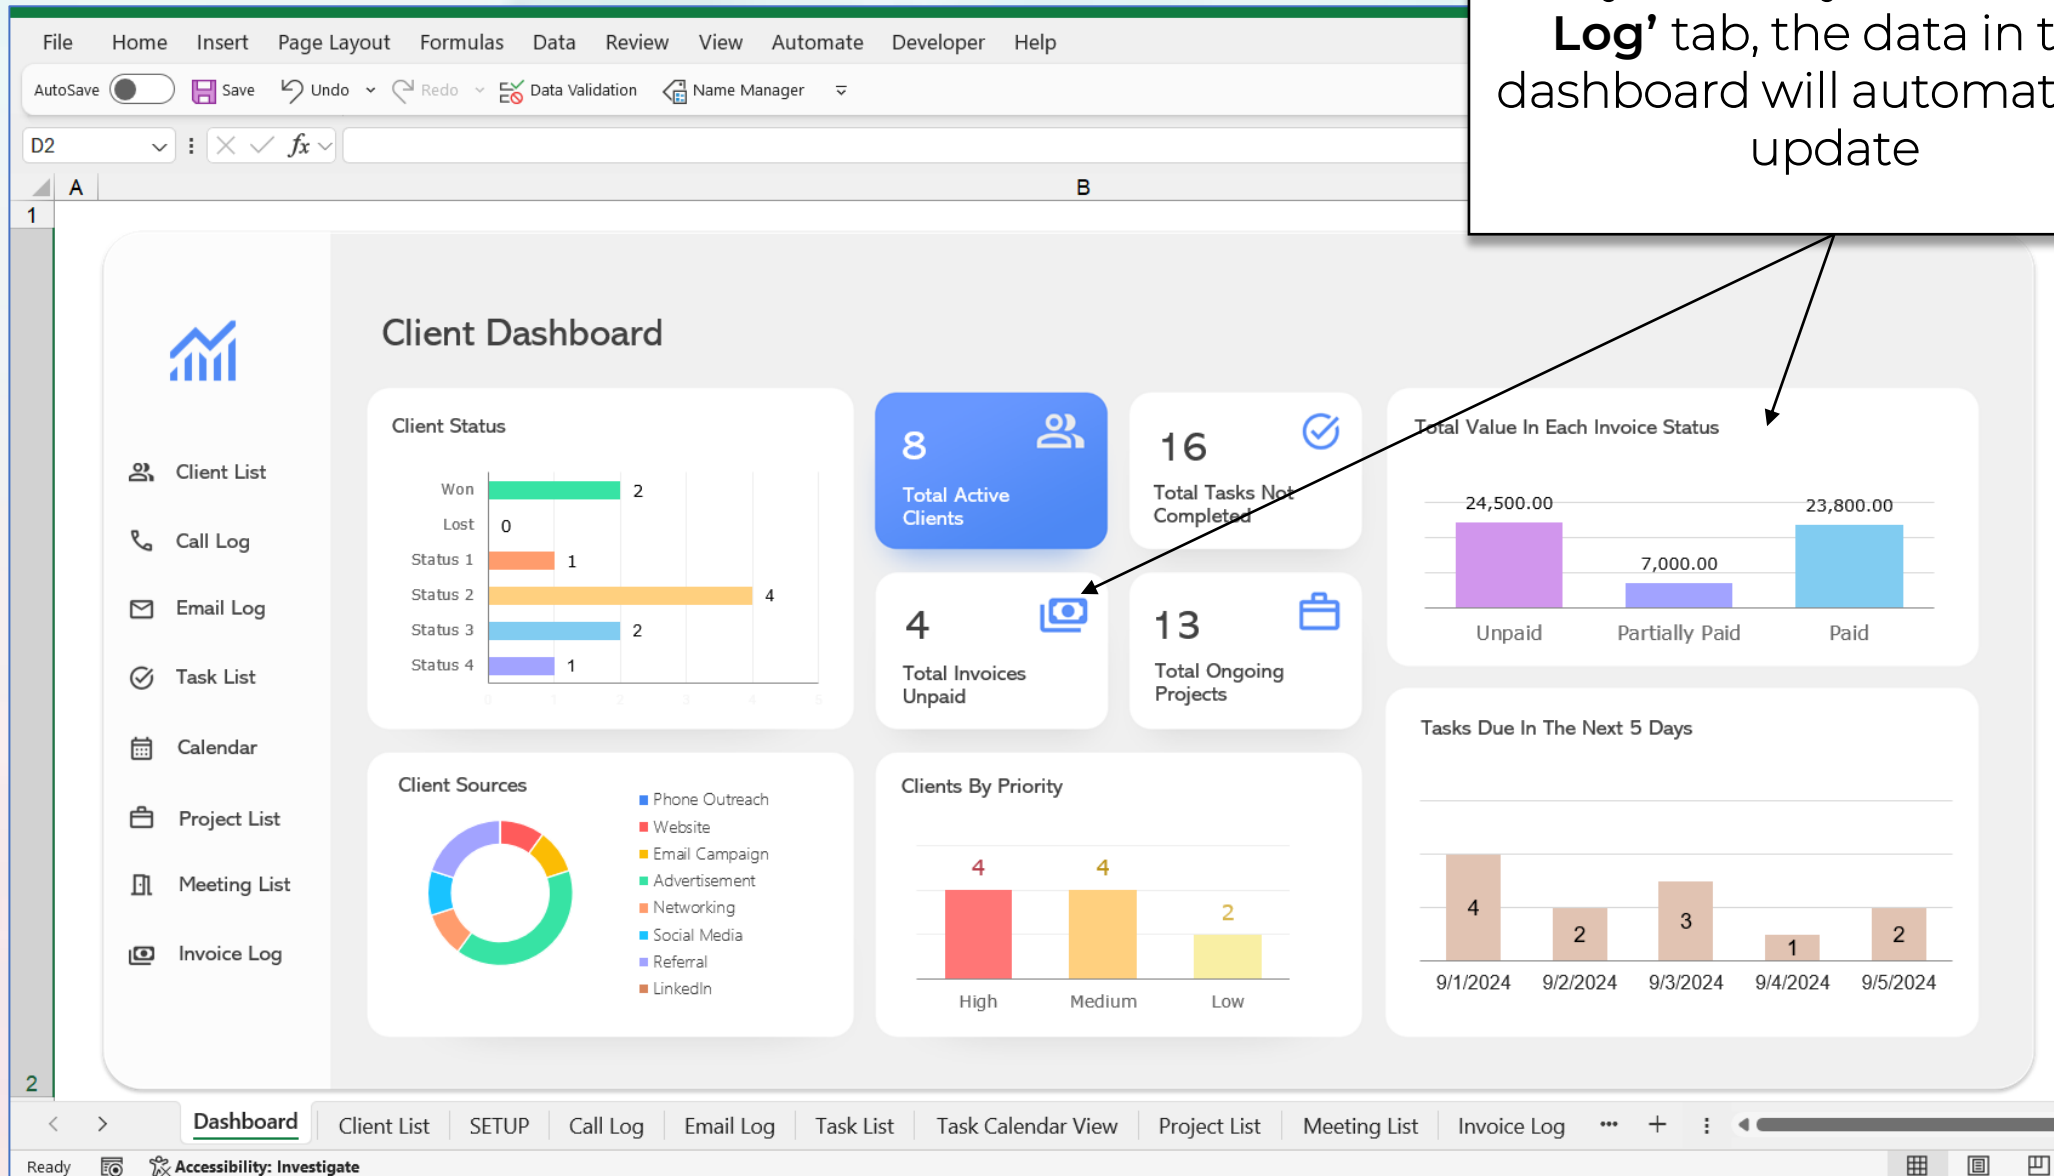 File Home Insert Page Layout Formulas Data Review View Automate Developer Help
AutoSave Save Undo Redo Data Validation Name Manager
D2 fx
A B
1
2
Log’ tab, the data in
dashboard will
update
Client Dashboard
Client List
Call Log
Email Log
Task List
Calendar
Project List
Meeting List
Invoice Log
Client Status
Won 2
Lost 0
Status 1 1
Status 2 4
Status 3 2
Status 4 1
0 1 2 3 4 5
8
Total Active
Clients
16
Total Tasks Not
Completed
4
Total Invoices
Unpaid
13
Total Ongoing
Projects
Total Value In Each Invoice Status
24,500.00 7,000.00 23,800.00
Unpaid Partially Paid Paid
Client Sources
Phone Outreach
Website
Email Campaign
Advertisement
Networking
Social Media
Referral
LinkedIn
Clients By Priority
4 4 2
High Medium Low
Tasks Due In The Next 5 Days
4 2 3 1 2
9/1/2024 9/2/2024 9/3/2024 9/4/2024 9/5/2024
Dashboard Client List SETUP Call Log Email Log Task List Task Calendar View Project List Meeting List Invoice Log
Ready Accessibility: Investigate